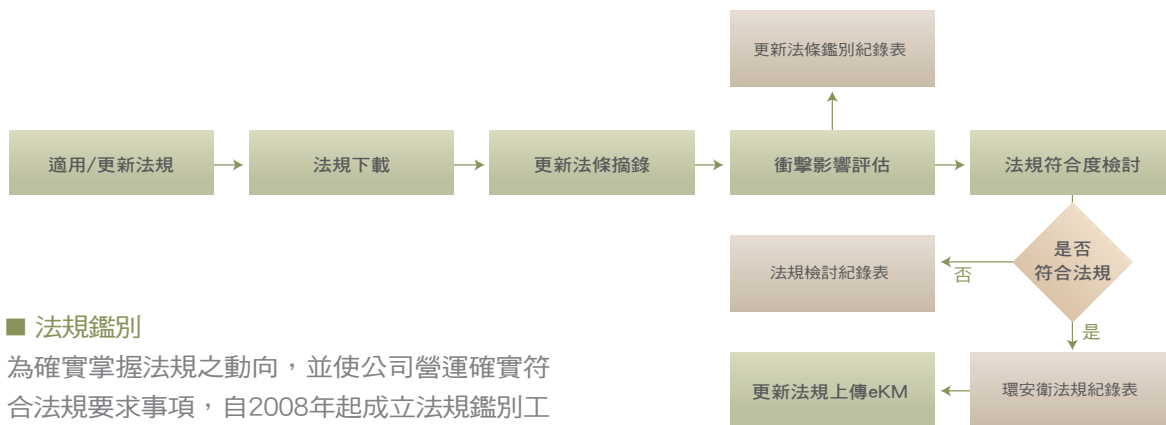 更新法條鑑別紀錄表
適用/更新法規
法規下載
更新法條摘錄
衝擊影響評估
法規符合度檢討
是否
符合法規
否
法規檢討紀錄表
是
環安衛法規紀錄表
更新法規上傳eKM
■ 法規鑑別
為確實掌握法規之動向，並使公司營運確實符
合法規要求事項，自2008年起成立法規鑑別工